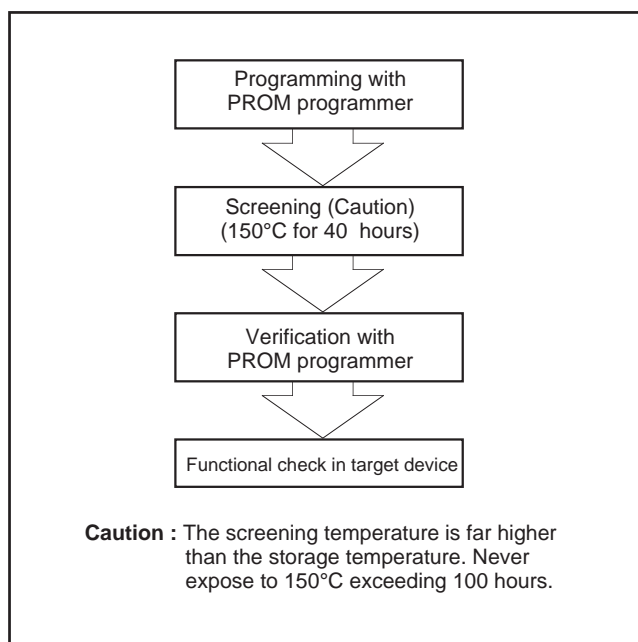 Programming with
PROM programmer
Screening (Caution)
(150°C for 40 hours)
Verification with
PROM programmer
Functional check in target device
Caution : The screening temperature is far higher
than the storage temperature. Never
expose to 150°C exceeding 100 hours.